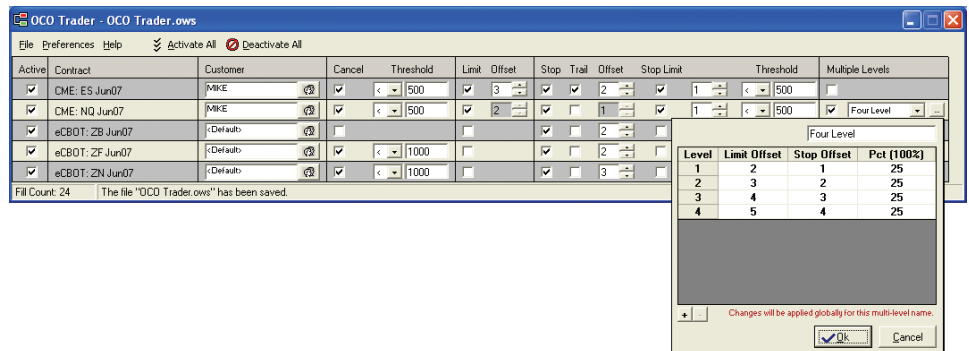 OCO Trader - OCO Trader.ows
File Preferences Help Activate All Deactivate All
Active Contract Customer Cancel Threshold Limit Offset Stop Trail Offset Stop Limit Threshold Multiple Levels
CME: ES Jun07 MIKE < 500 3 2 1 < 500
CME: NQ Jun07 MIKE < 500 2 1 1 < 500 Four Level ...
eCBOT: ZB Jun07 <Default> 2
eCBOT: ZF Jun07 <Default> < 1000 2
eCBOT: ZN Jun07 <Default> < 1000 3
Fill Count: 24 The file "OCO Trader.ows" has been saved.
Four Level
Level Limit Offset Stop Offset Pct (100%)
1 2 1 25
2 3 2 25
3 4 3 25
4 5 4 25
+ - Changes will be applied globally for this multi-level name.
Ok Cancel